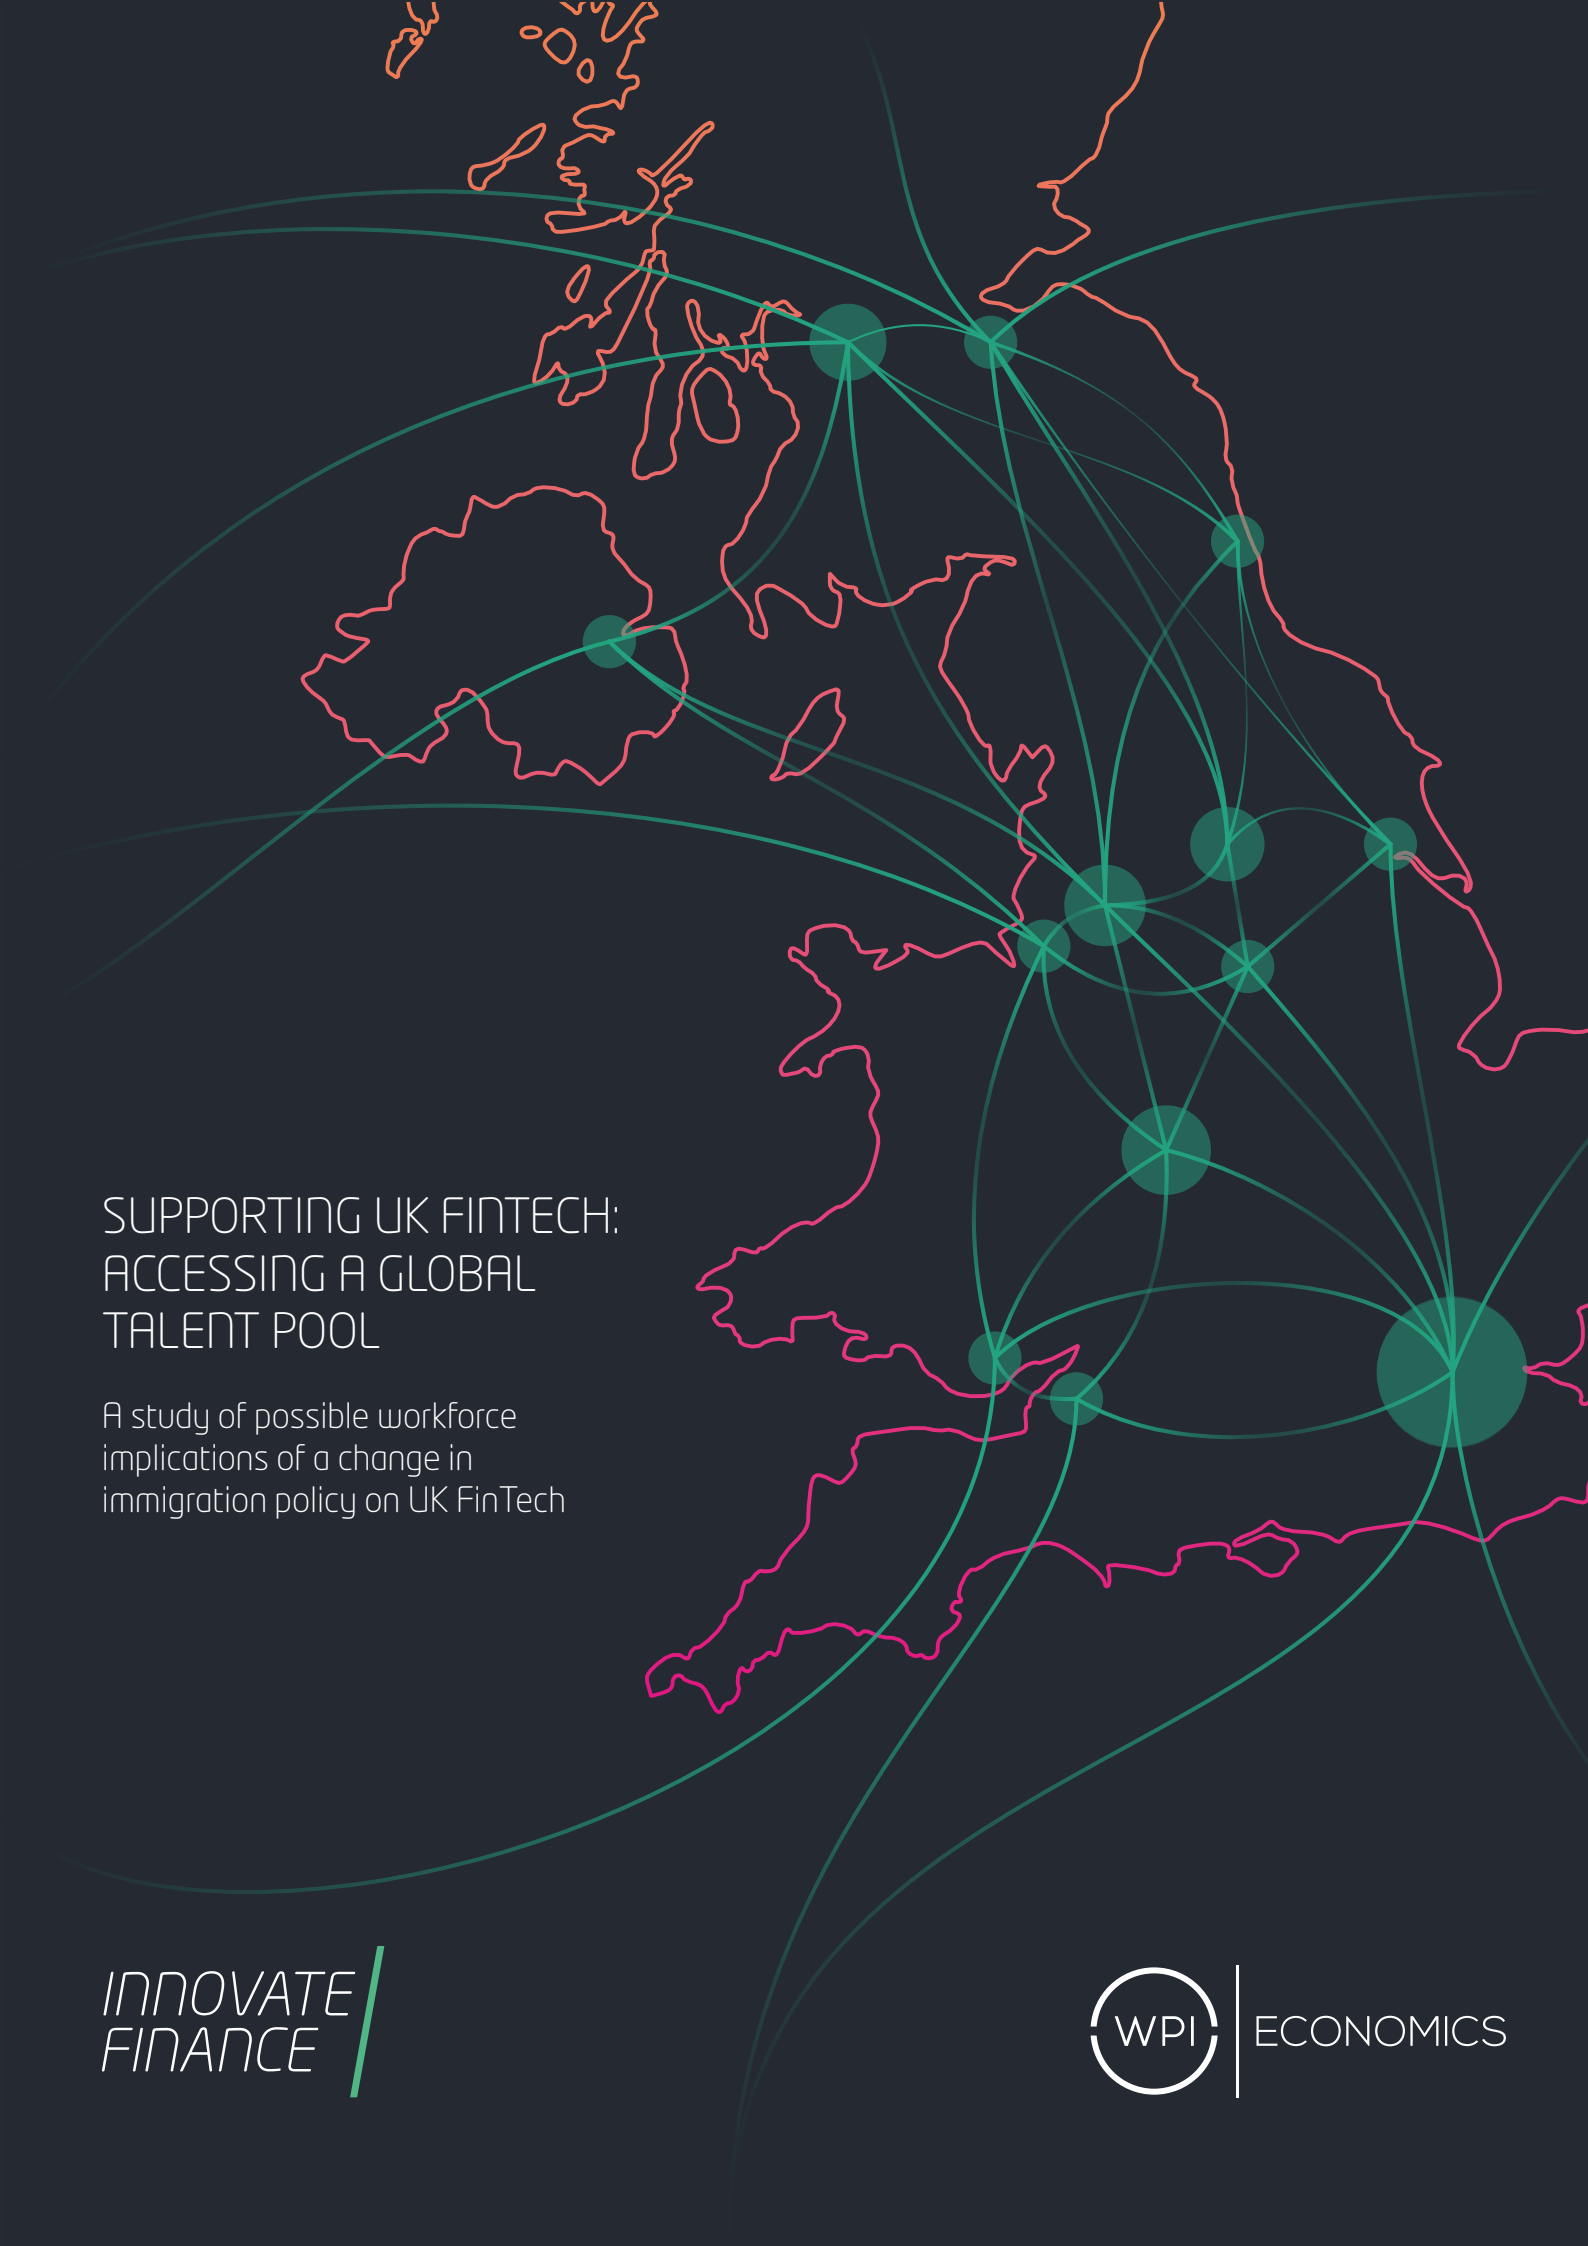 SUPPORTING UK FINTECH:
ACCESSING A GLOBAL
TALENT POOL
A study of possible workforce
implications of a change in
immigration policy on UK FinTech
INNOVATE
FINANCE
WPI ECONOMICS